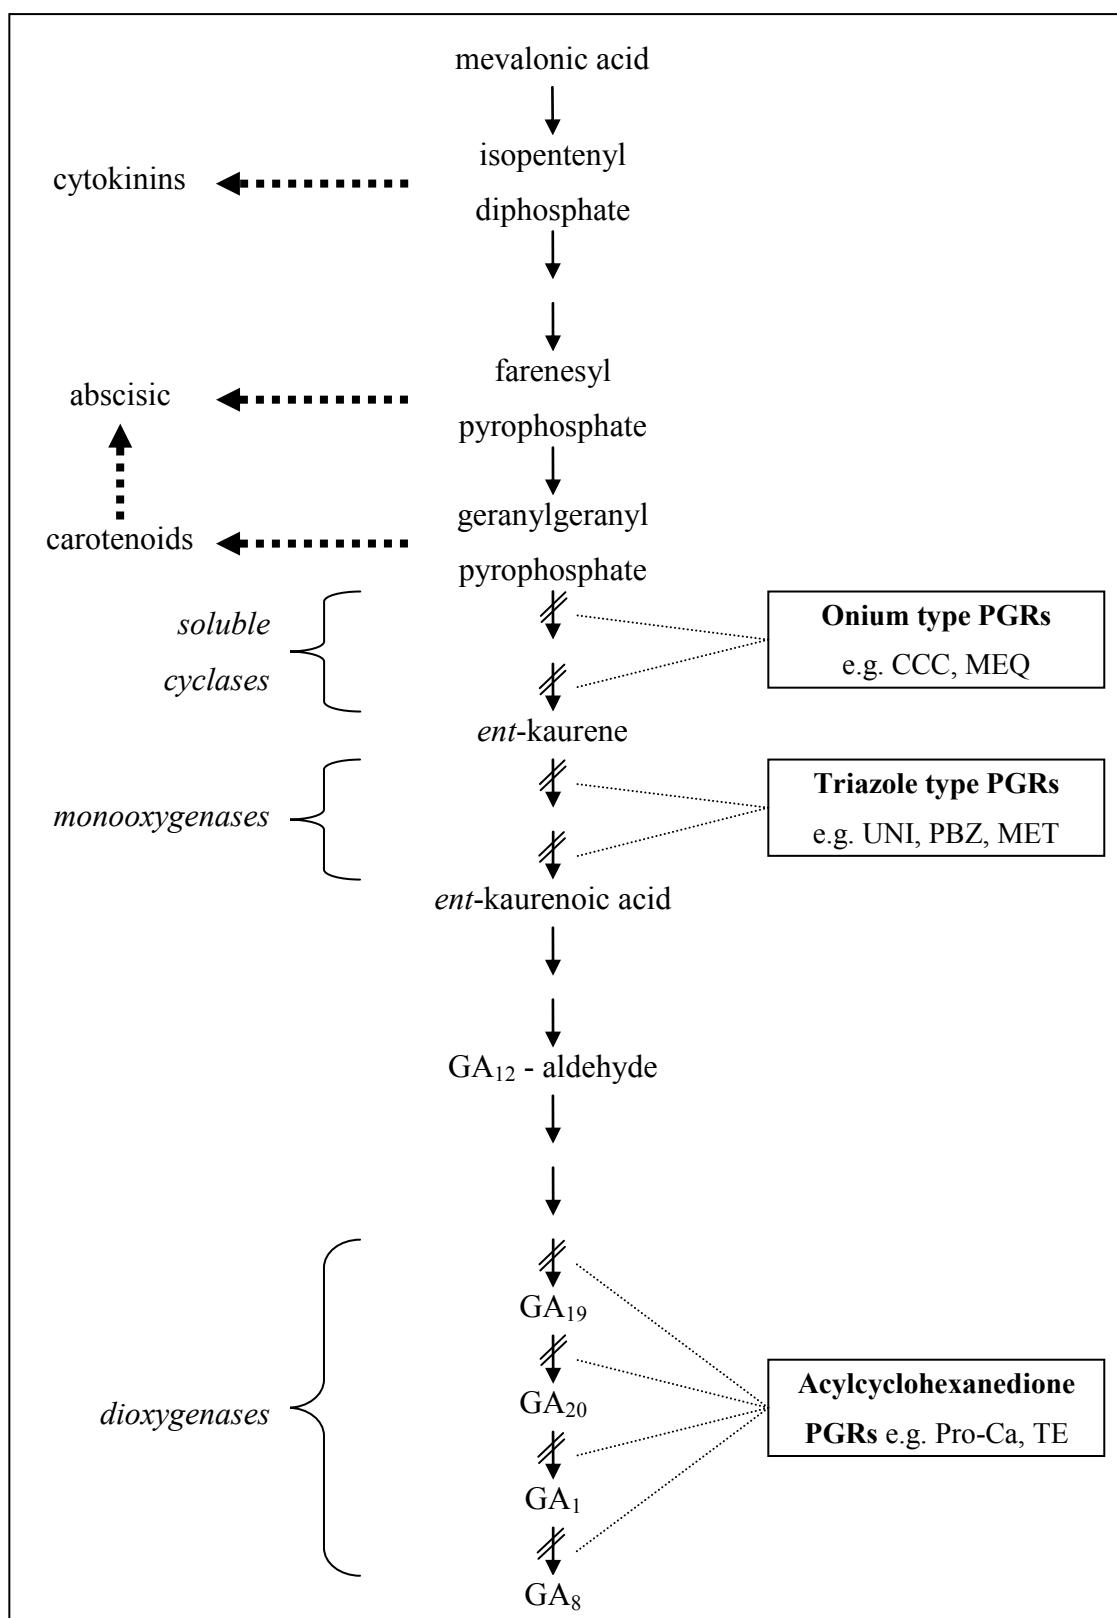 mevalonic acid
isopentenyl
cytokinins
diphosphate
farenesyl
abscisic
pyrophosphate
geranylgeranyl
carotenoids
pyrophosphate
soluble
cyclases
Onium type PGRs
e.g. CCC, MEQ
ent-kaurene
monooxygenases
Triazole type PGRs
e.g. UNI, PBZ, MET
ent-kaurenoic acid
GA12 - aldehyde
GA19
dioxygenases
GA20
Acylcyclohexanedione
PGRs e.g. Pro-Ca, TE
GA1
GA8